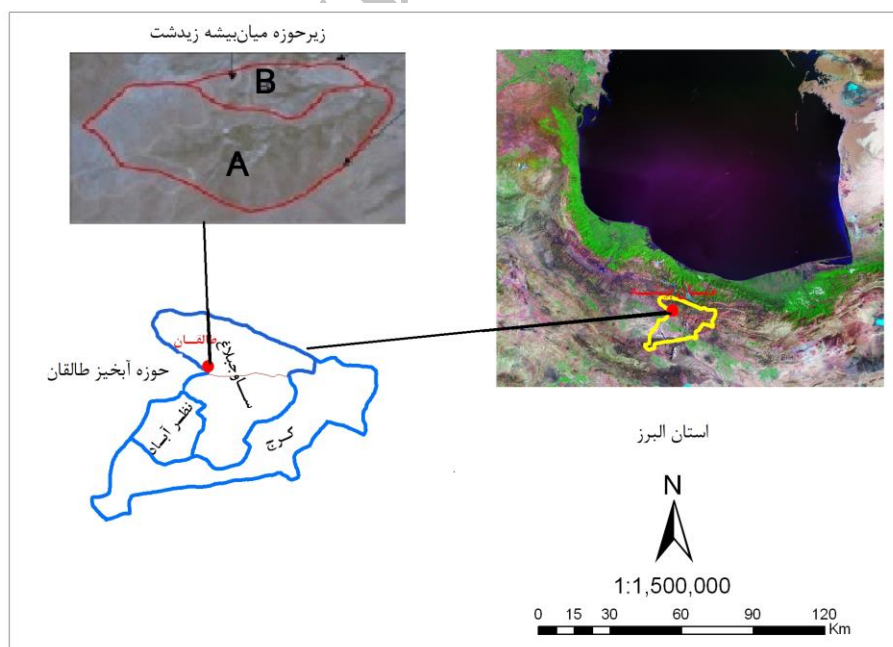 زیرحوزه میان‌بیشه زیدشت
B
A
طالقان
حوزه آبخیز طالقان
ساوجبلاغ
نظرآباد
کرج
استان البرز
N
1:1,500,000
0 15 30 60 90 120
Km